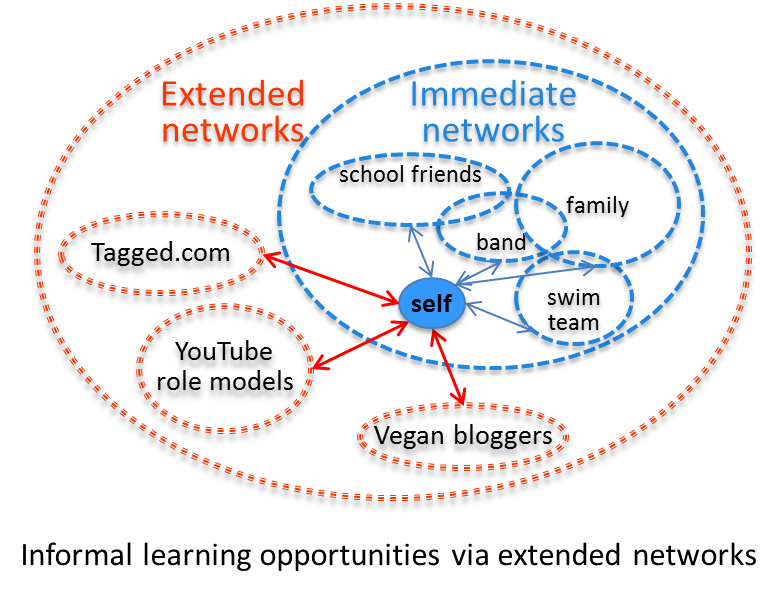 Extended
networks
Immediate
networks
school friends
family
band
Tagged.com
self
swim
team
YouTube
role models
Vegan bloggers
Informal learning opportunities via extended networks